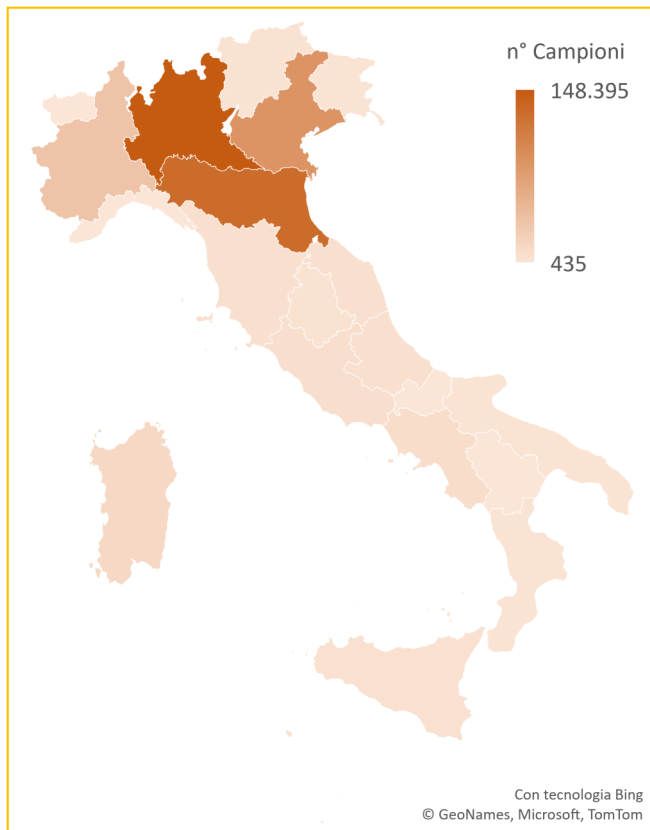 n° Campioni
148.395
435
Con tecnologia Bing
© GeoNames, Microsoft, TomTom